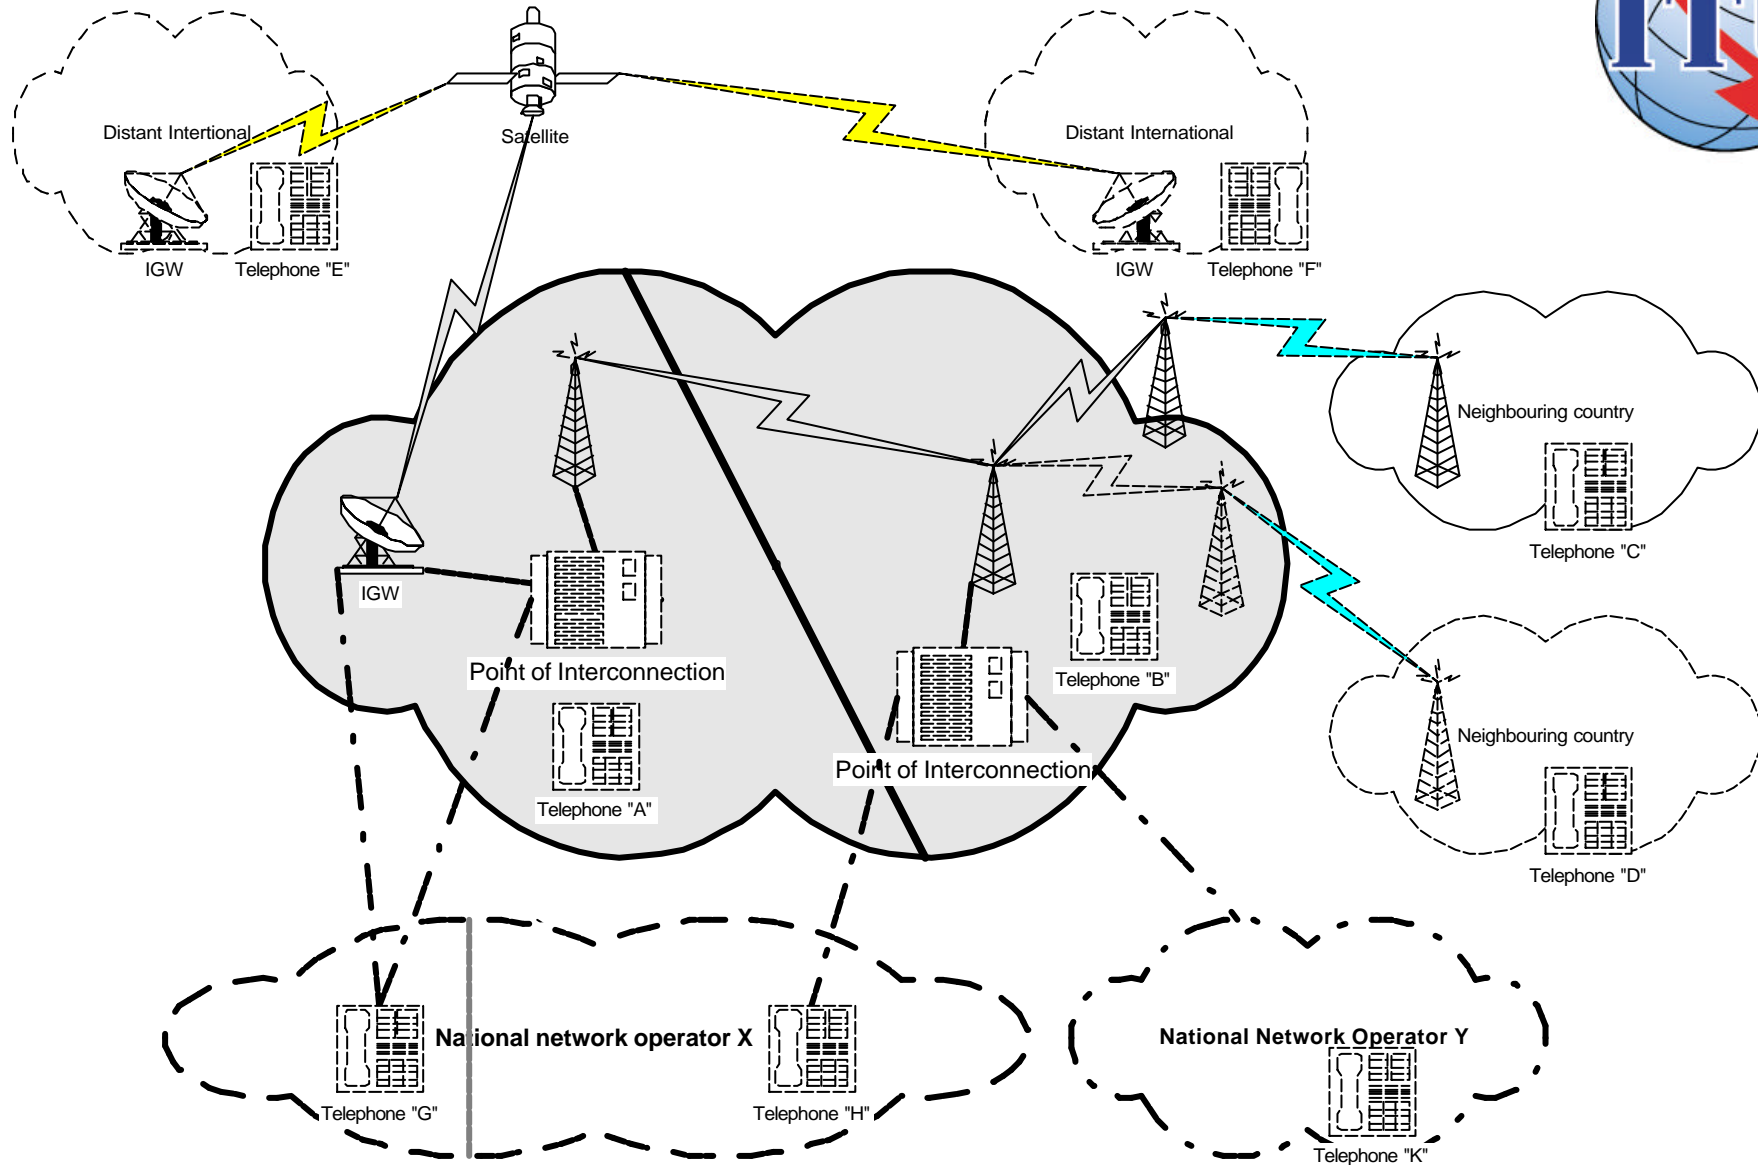 Distant Intertional
Satellite
Distant International
IGW
Telephone "E"
IGW
Telephone "F"
Neighbouring country
Telephone "C"
IGW
Point of Interconnection
Telephone "B"
Telephone "A"
Point of Interconnection
Neighbouring country
Telephone "D"
National network operator X
National Network Operator Y
Telephone "G"
Telephone "H"
Telephone "K"